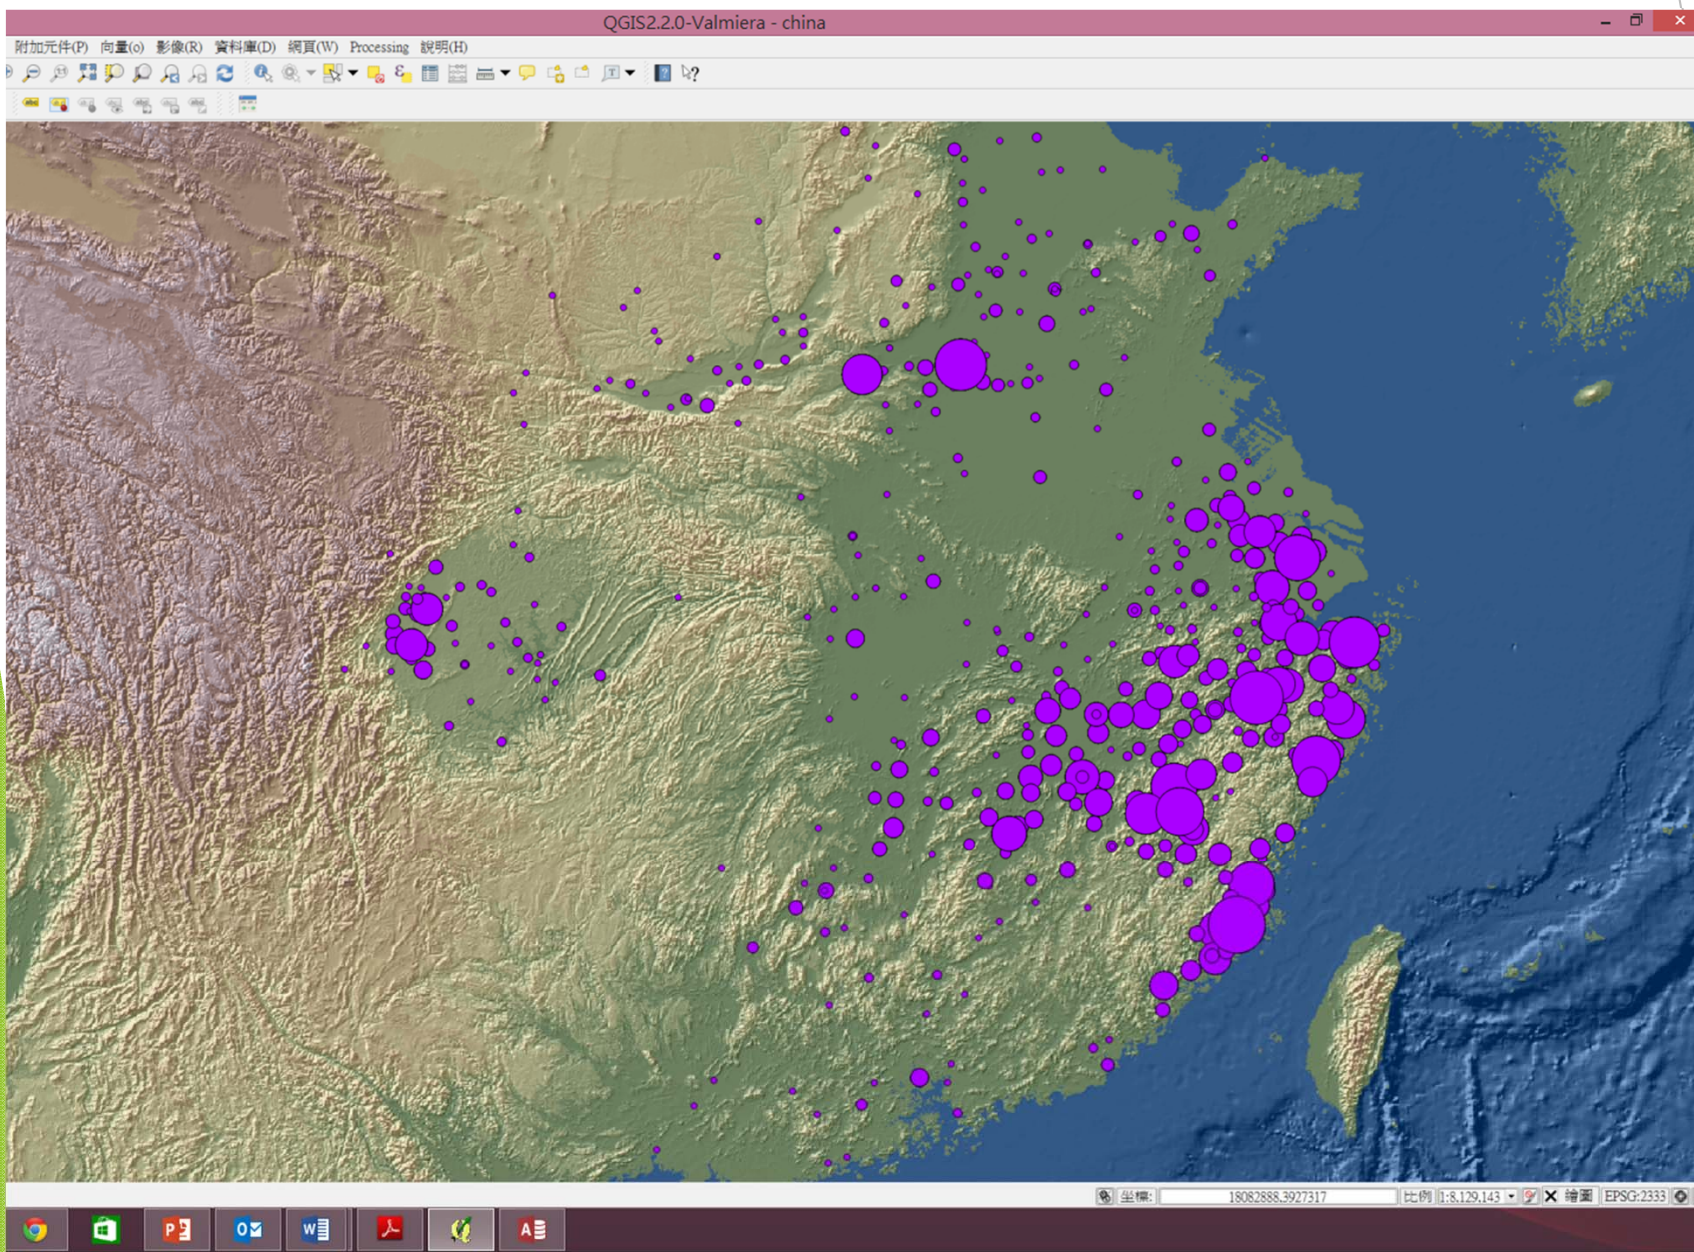 QGIS2.2.0-Valmiera - china
附加元件(P) 向量(o) 影像(R) 資料庫(D) 網頁(W) Processing 說明(H)
坐標: 18082888.3927317 比例 1:8,129,143 繪圖 EPSG:2333